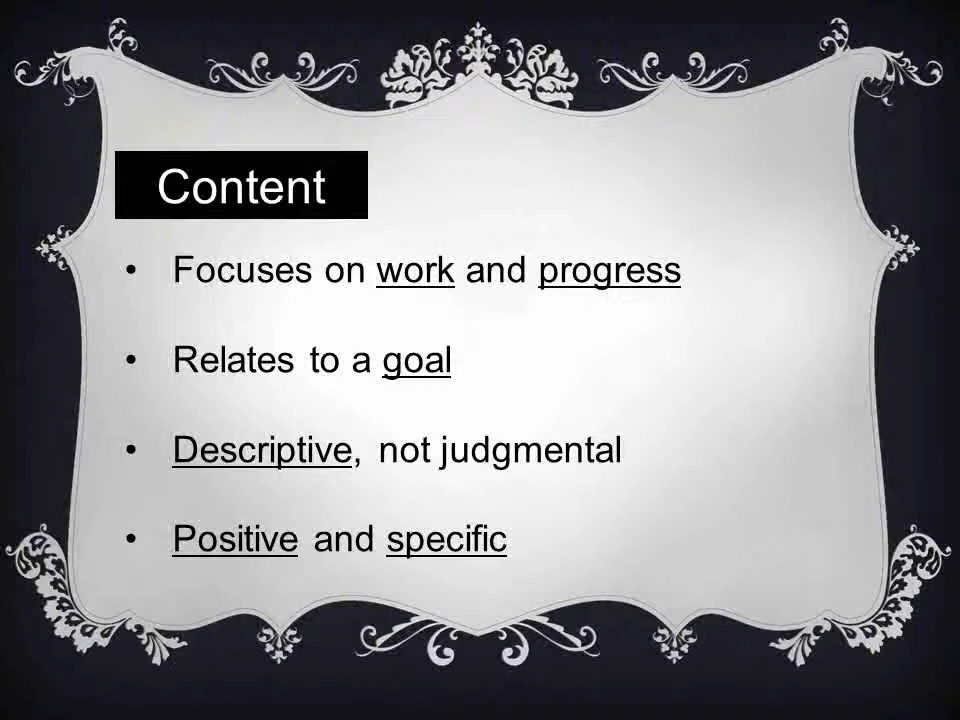 Content
• Focuses on work and progress
• Relates to a goal
• Descriptive, not judgmental
• Positive and specific